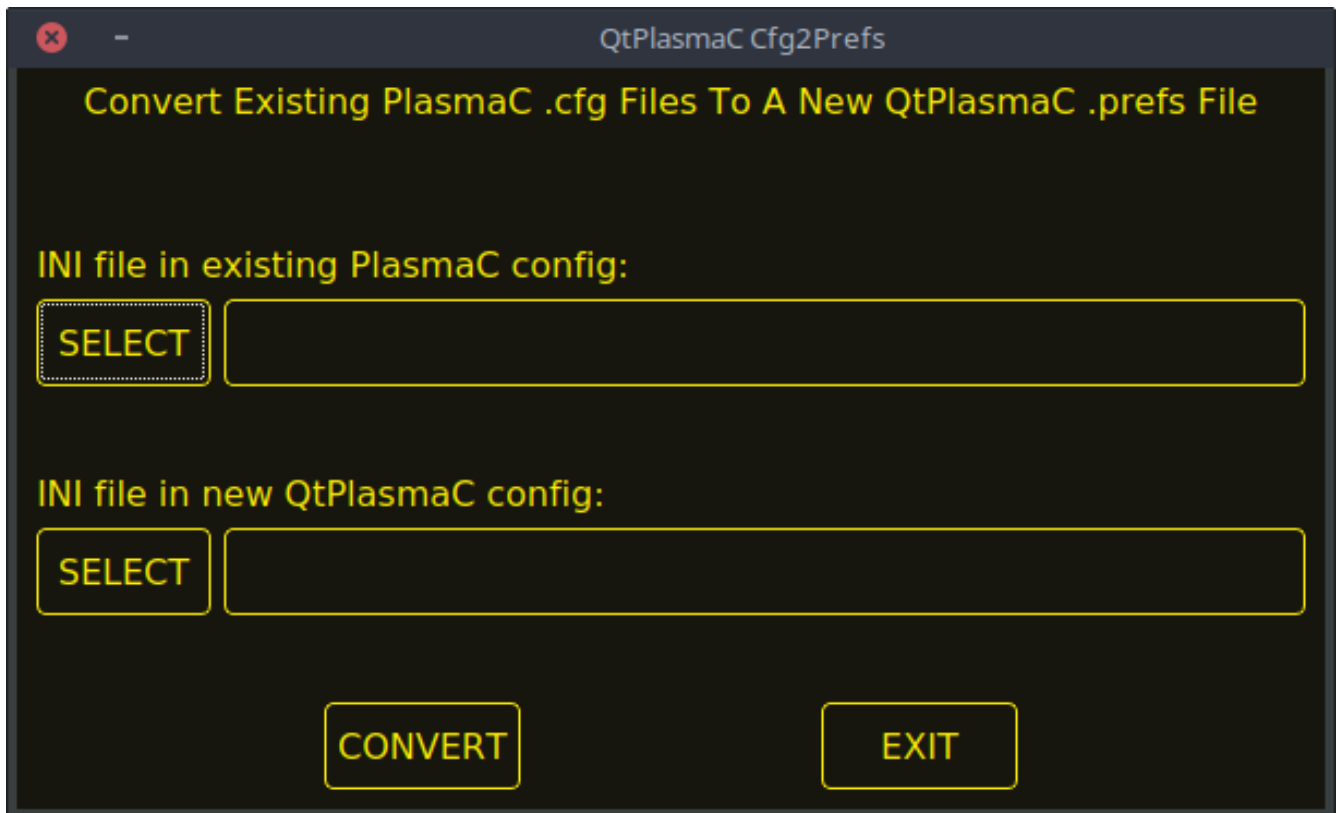 QtPlasmaC Cfg2Prefs
Convert Existing PlasmaC .cfg Files To A New QtPlasmaC .prefs File
INI file in existing PlasmaC config:
SELECT
INI file in new QtPlasmaC config:
SELECT
CONVERT EXIT